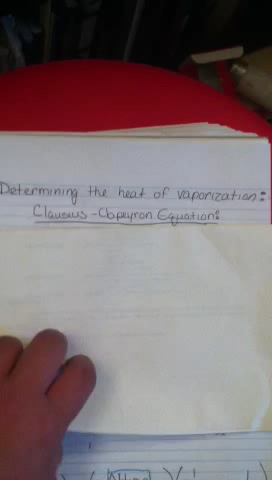 Determining the heat of vaporization:
Clausius-Clapeyron Equation: